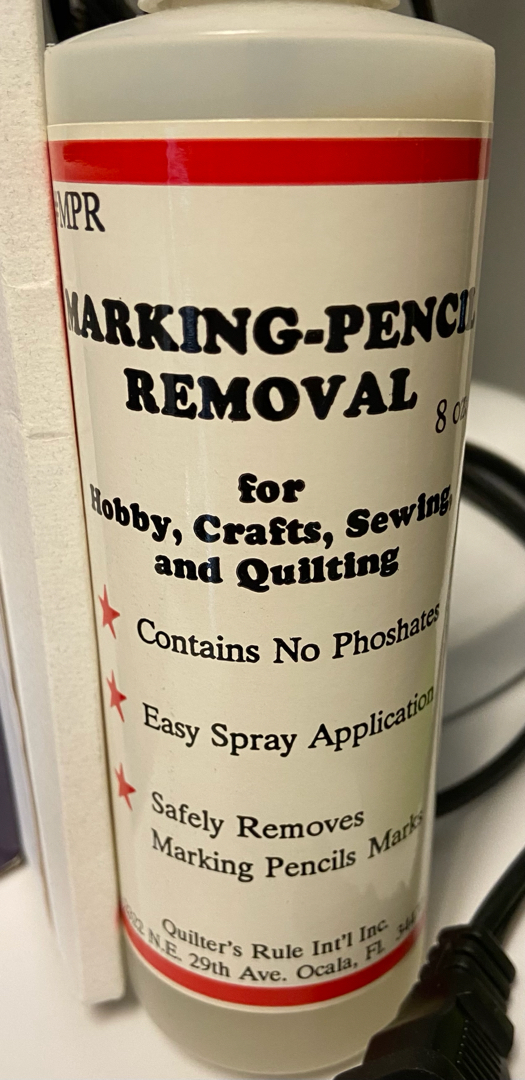 #MPR
MARKING-PENCIL
REMOVAL
8 oz
for
Hobby, Crafts, Sewing,
and Quilting
Contains No Phoshates
Easy Spray Application
Safely Removes
Marking Pencils Marks
Quilter's Rule Int'l Inc.
N.E. 29th Ave. Ocala, FL